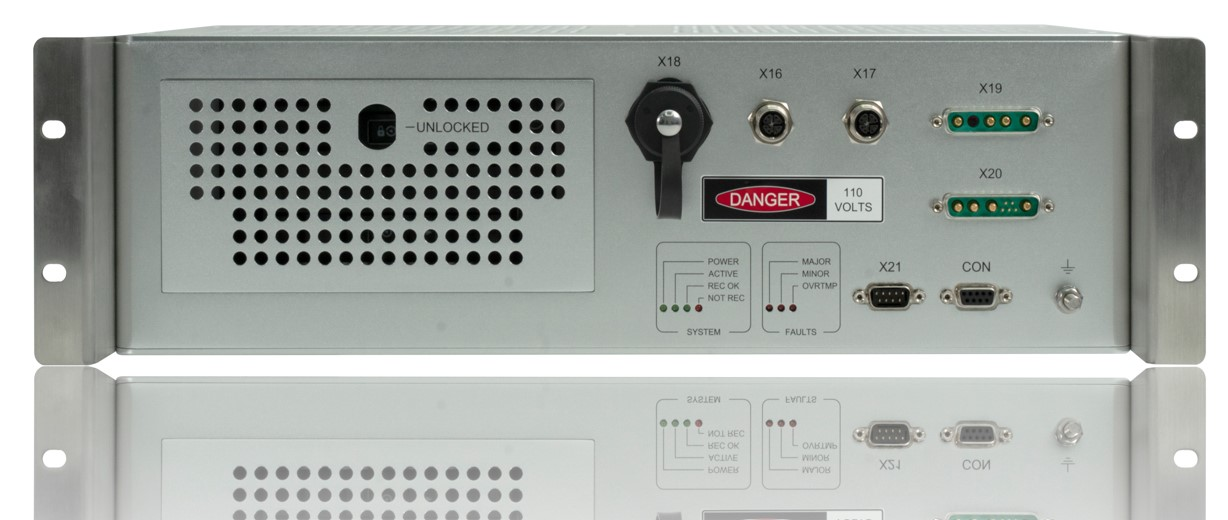 X18
X16
X17
X19
UNLOCKED
X20
DANGER
110
VOLTS
POWER
ACTIVE
REC OK
NOT REC
SYSTEM
MAJOR
MINOR
OVRTMP
FAULTS
X21
CON